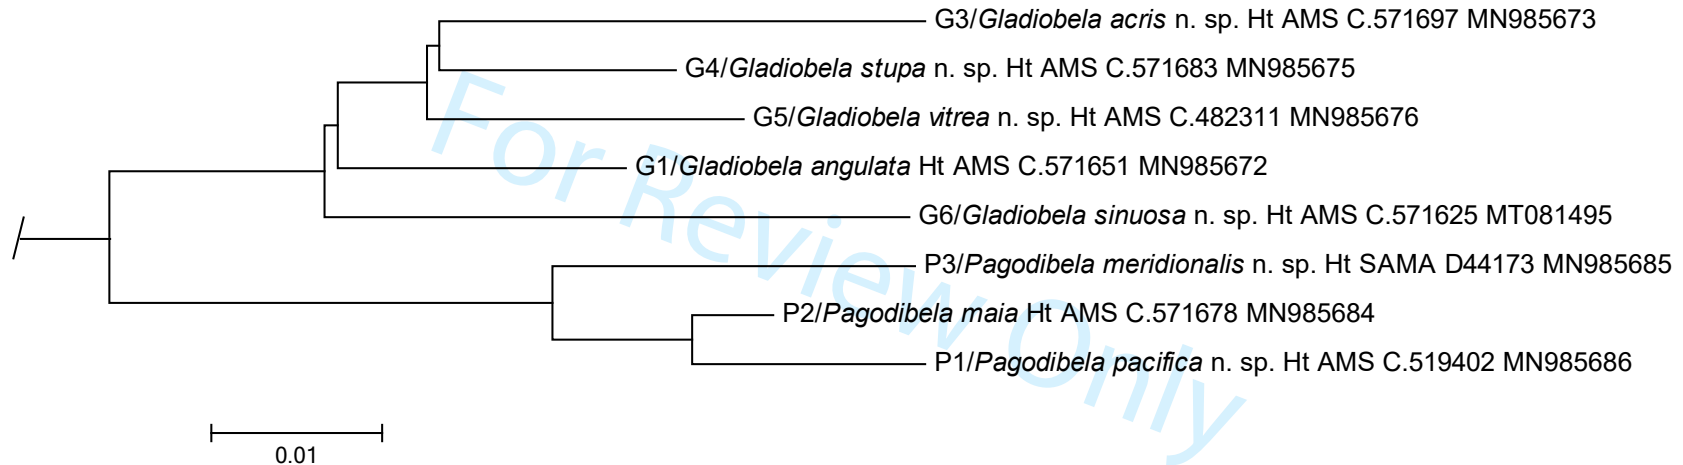 G3/Gladiobela acris n. sp. Ht AMS C.571697 MN985673
G4/Gladiobela stupa n. sp. Ht AMS C.571683 MN985675
G5/Gladiobela vitrea n. sp. Ht AMS C.482311 MN985676
G1/Gladiobela angulata Ht AMS C.571651 MN985672
G6/Gladiobela sinuosa n. sp. Ht AMS C.571625 MT081495
P3/Pagodibela meridionalis n. sp. Ht SAMA D44173 MN985685
P2/Pagodibela maia Ht AMS C.571678 MN985684
P1/Pagodibela pacifica n. sp. Ht AMS C.519402 MN985686
0.01
For Review Only